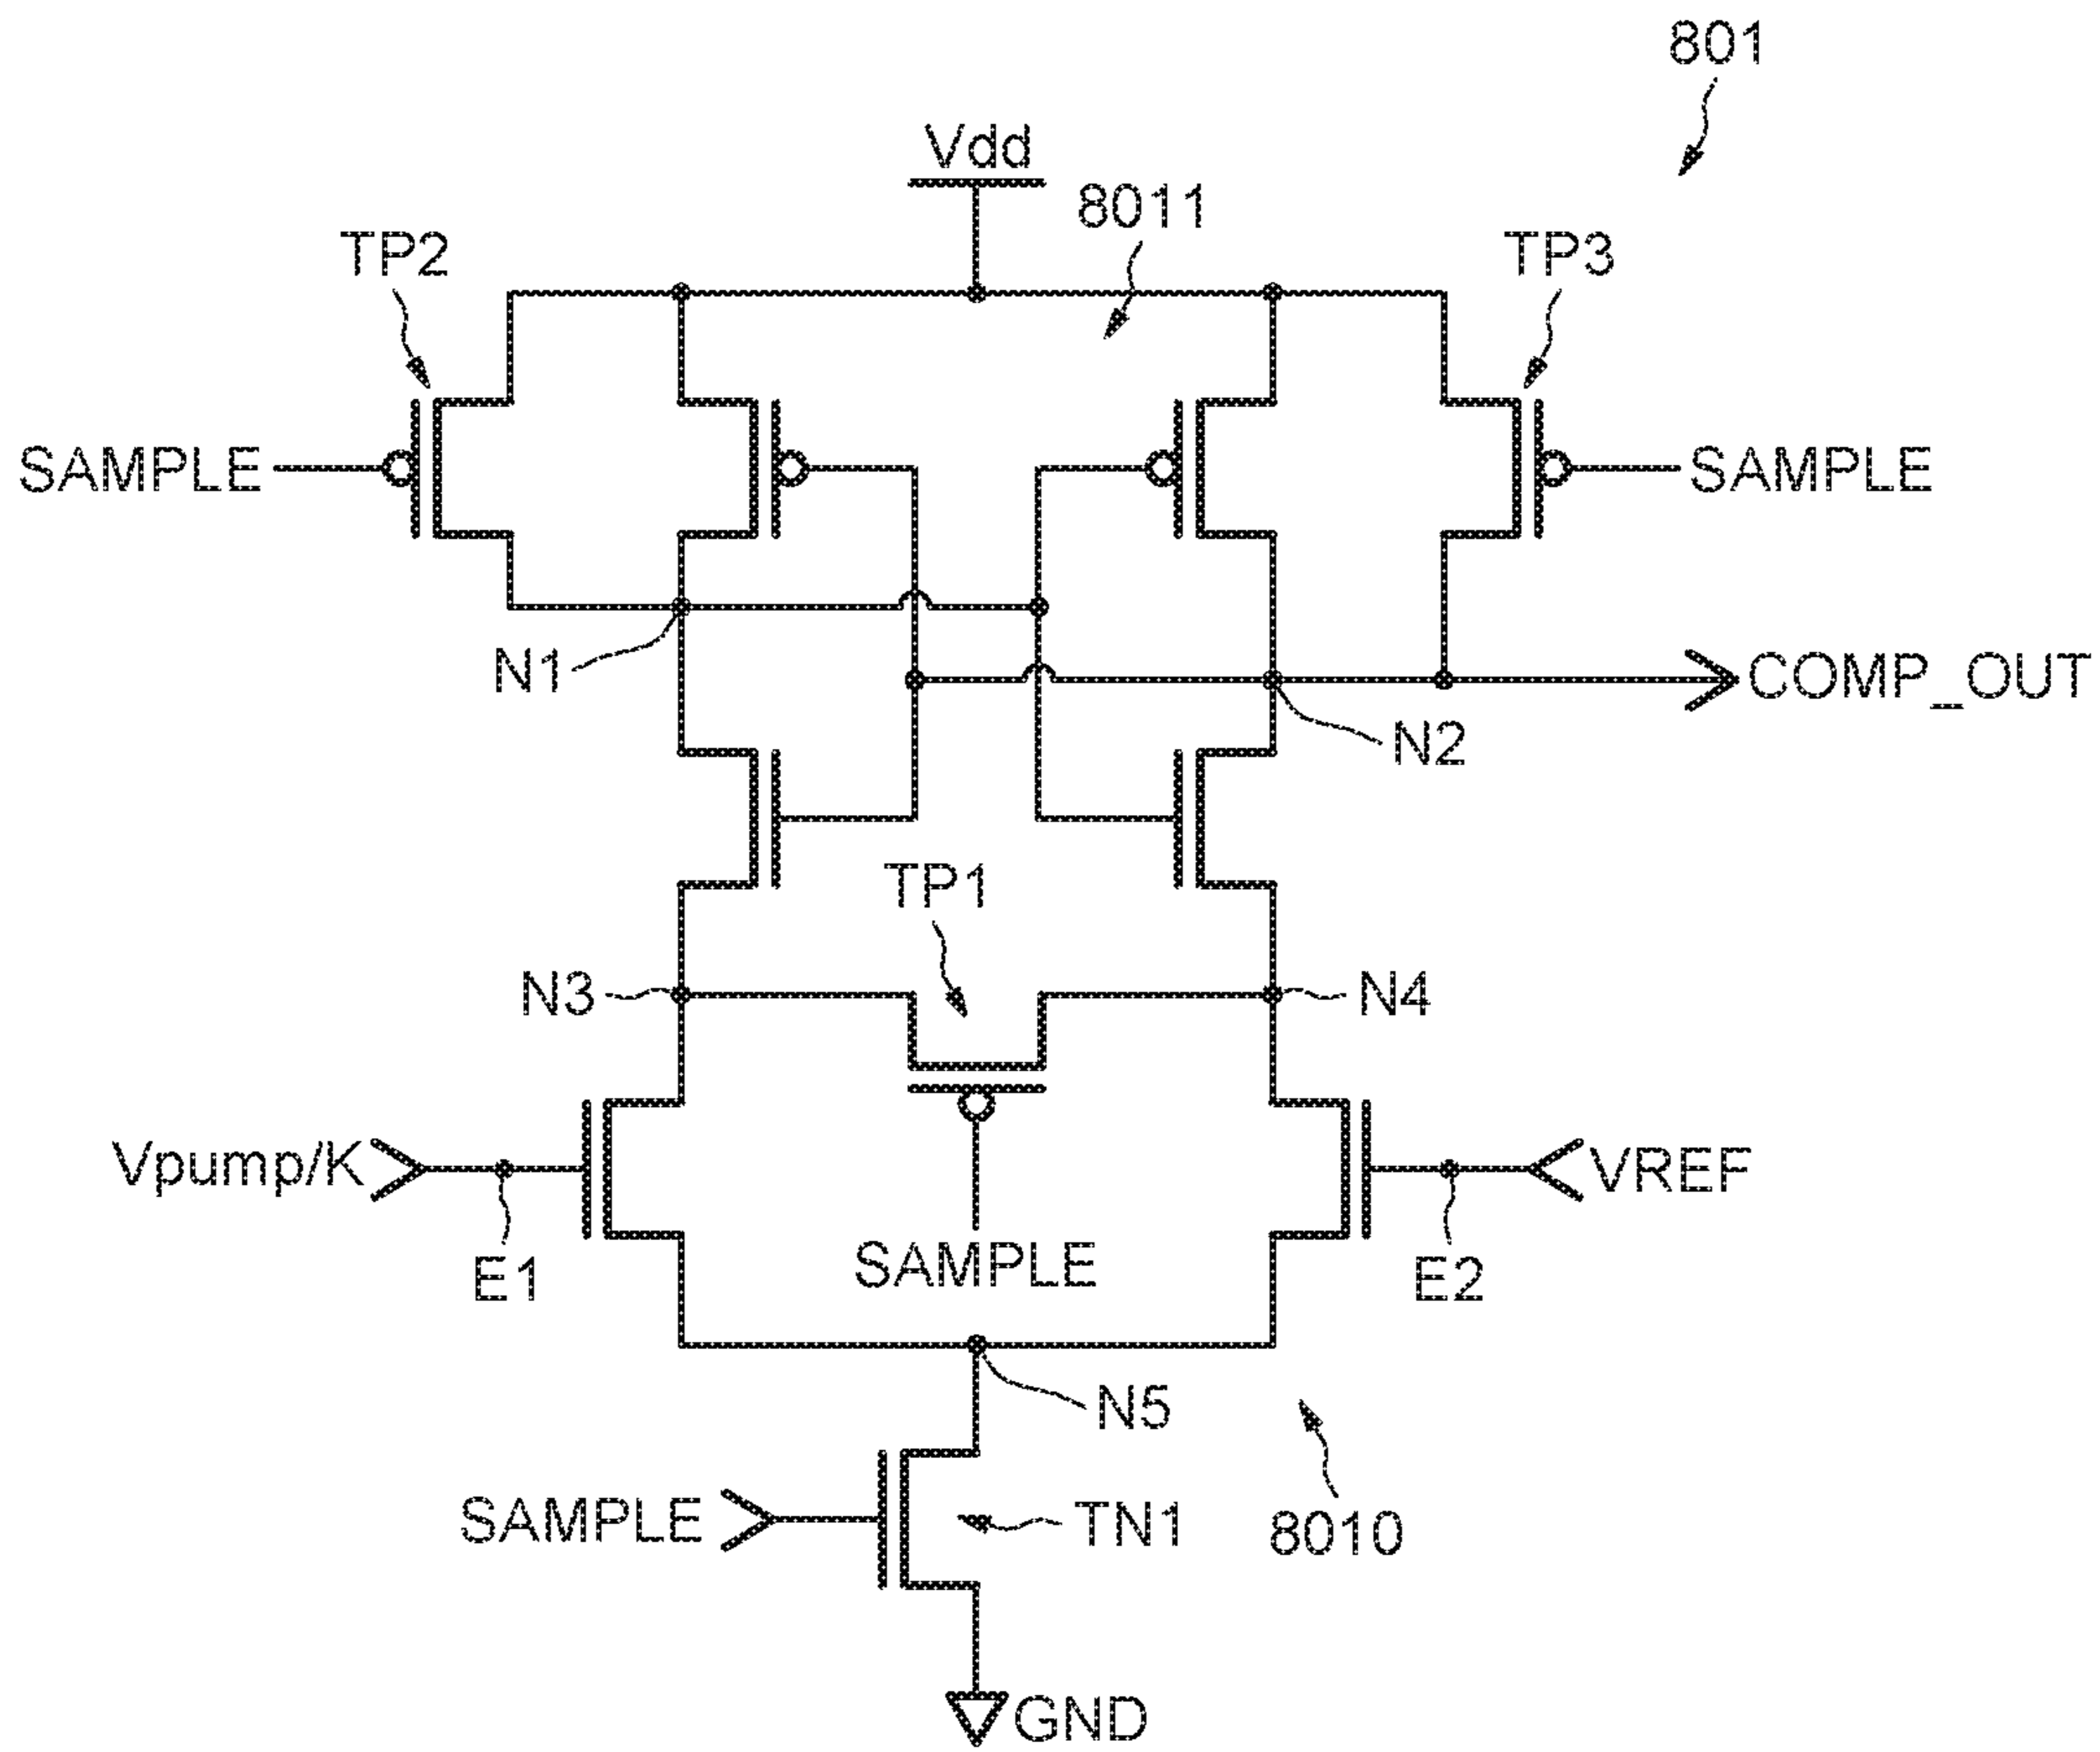 801
Vdd
8011
TP2
TP3
SAMPLE
SAMPLE
N1
COMP_OUT
N2
TP1
N3
N4
Vpump/K
VREF
SAMPLE
E1
E2
N5
SAMPLE
TN1
8010
GND